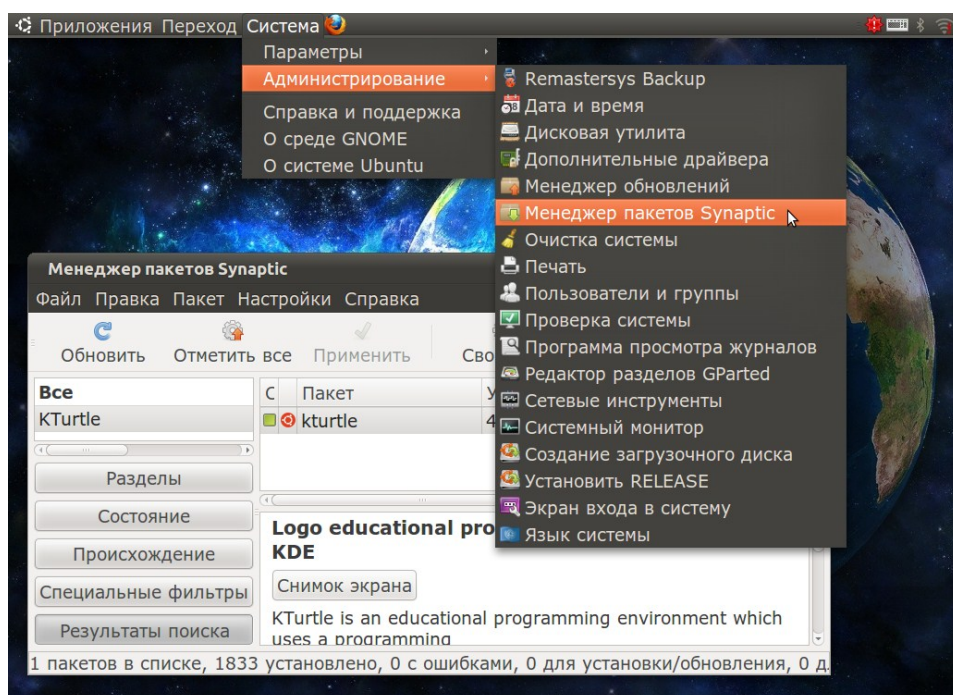 Приложения Переход Система
Параметры
Администрирование
Справка и поддержка
О среде GNOME
О системе Ubuntu
Remastersys Backup
Дата и время
Дисковая утилита
Дополнительные драйвера
Менеджер обновлений
Менеджер пакетов Synaptic
Очистка системы
Печать
Пользователи и группы
Проверка системы
Программа просмотра журналов
Редактор разделов GParted
Сетевые инструменты
Системный монитор
Создание загрузочного диска
Установить RELEASE
Экран входа в систему
Язык системы
Менеджер пакетов Synaptic
Файл Правка Пакет Настройки Справка
Обновить Отметить все Применить Сво
Все
KTurtle
С Пакет У
kturtle 4
Разделы
Состояние
Происхождение
Специальные фильтры
Результаты поиска
Logo educational pro
KDE
Снимок экрана
KTurtle is an educational programming environment which
uses a programming
1 пакетов в списке, 1833 установлено, 0 с ошибками, 0 для установки/обновления, 0 д